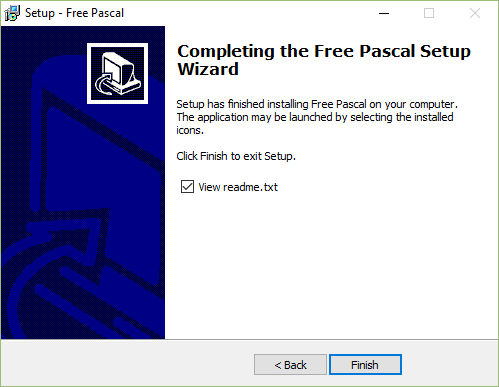 Setup - Free Pascal
Completing the Free Pascal Setup
Wizard
Setup has finished installing Free Pascal on your computer.
The application may be launched by selecting the installed
icons.
Click Finish to exit Setup.
View readme.txt
< Back
Finish